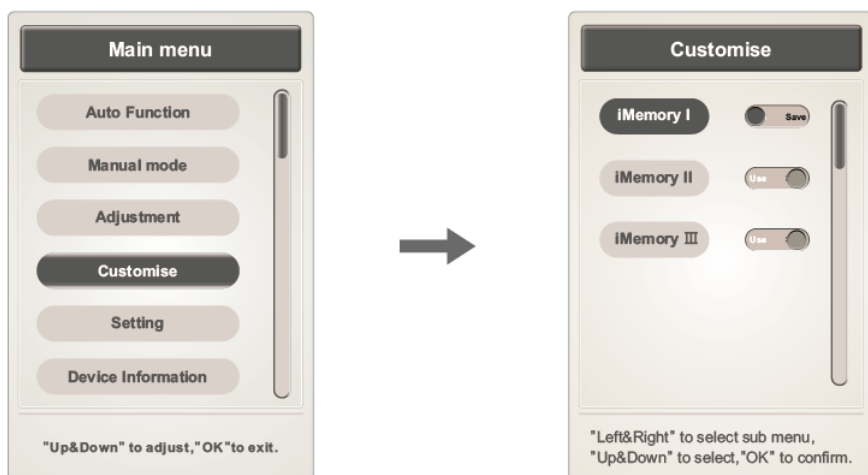 Main menu
Auto Function
Manual mode
Adjustment
Customise
Setting
Device Information
"Up&Down" to adjust,"OK"to exit.
Customise
iMemory I Save
iMemory II Use
iMemory III Use
"Left&Right" to select sub menu,
"Up&Down" to select,"OK" to confirm.